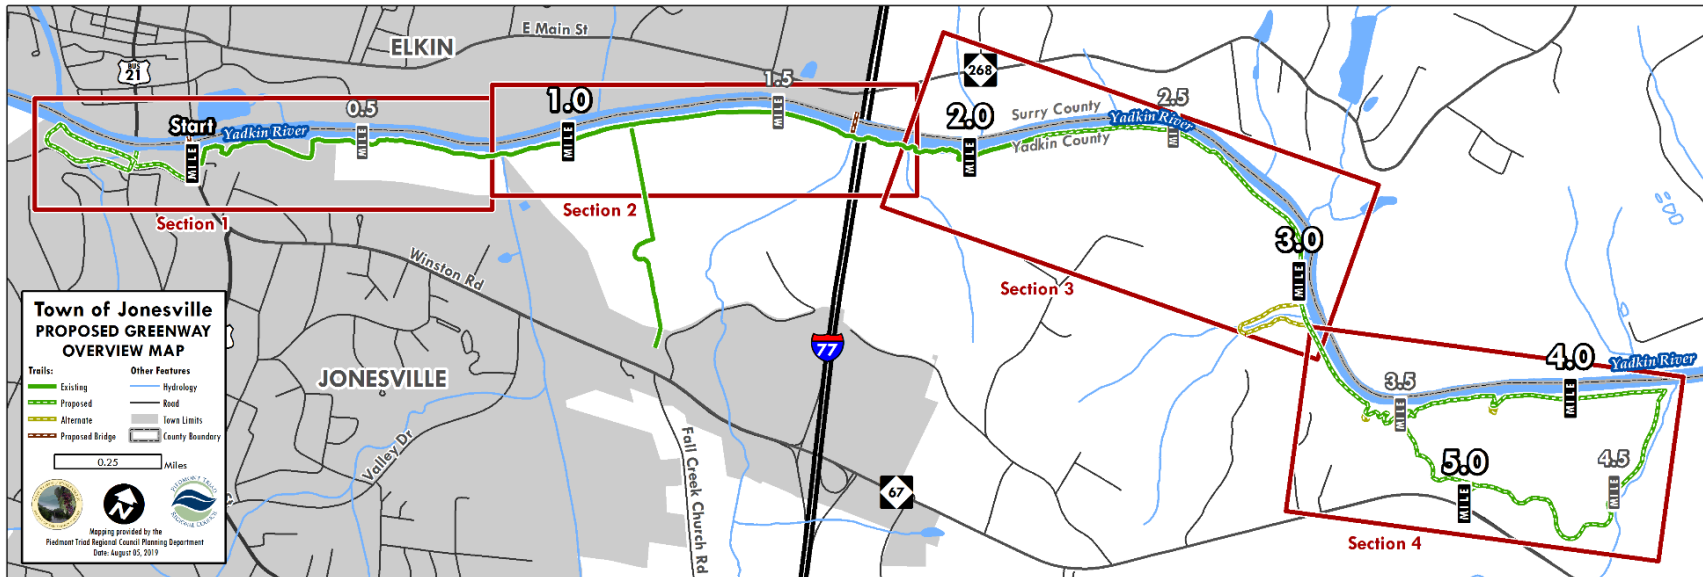 ELKIN
E Main St
BUS
21
268
Start
Yadkin River
MILE
0.5
MILE
1.0
MILE
1.5
MILE
2.0
MILE
Surry County
Yadkin County
Yadkin River
2.5
MILE
3.0
MILE
Section 1
Section 2
Section 3
Winston Rd
77
JONESVILLE
Valley Dr
Fall Creek Church Rd
67
3.5
MILE
4.0
MILE
Yadkin River
4.5
MILE
5.0
MILE
Section 4
Town of Jonesville
PROPOSED GREENWAY
OVERVIEW MAP
Trails:
Existing
Proposed
Alternate
Proposed Bridge
Other Features
Hydrology
Road
Town Limits
County Boundary
0.25 Miles
N
PIEDMONT TRIAD
REGIONAL COUNCIL
Mapping provided by the
Piedmont Triad Regional Council Planning Department
Date: August 05, 2019